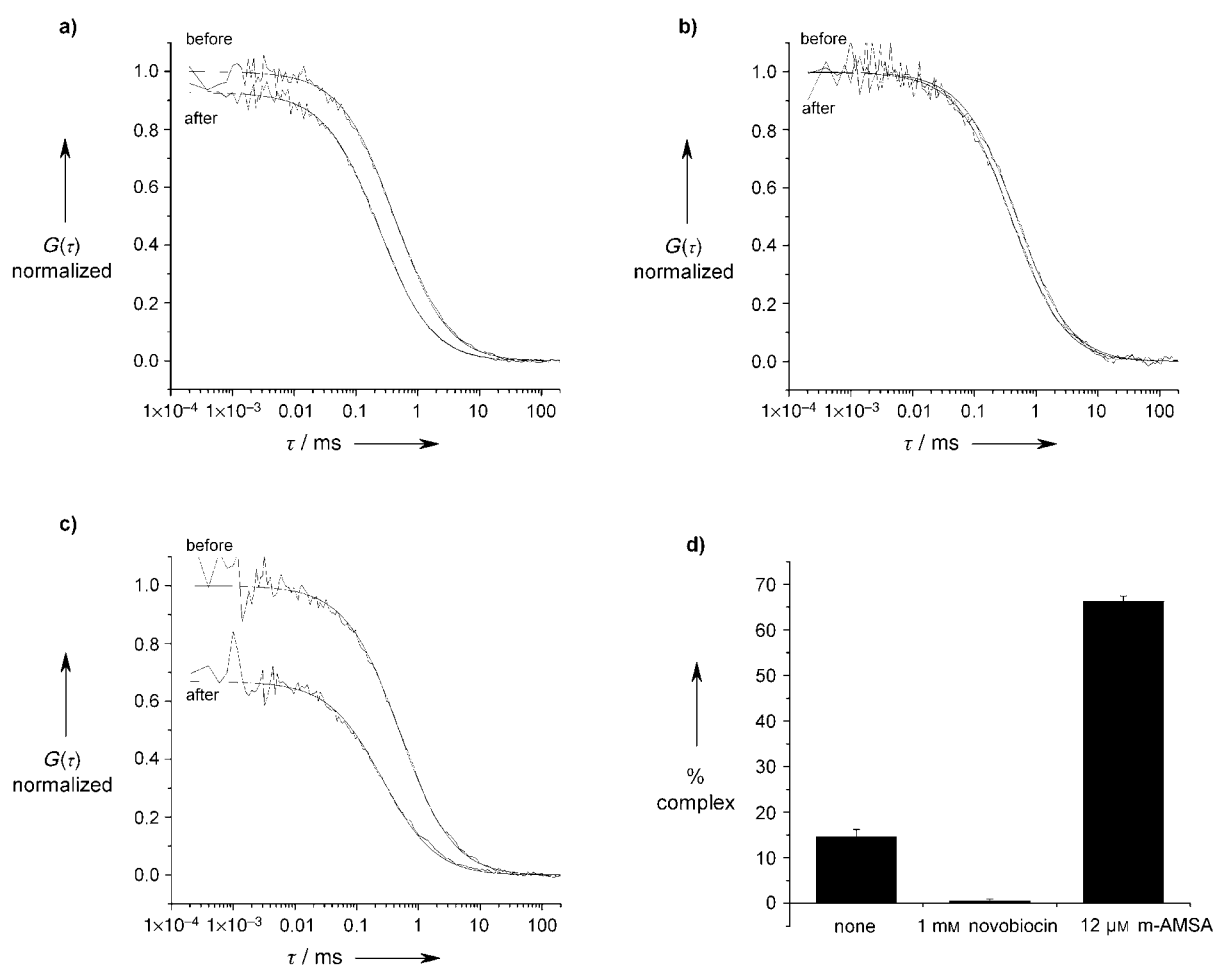 a)
before
after
1.0
0.8
0.6
0.4
0.2
0.0
G(τ)
normalized
1×10⁻⁴ 1×10⁻³ 0.01 0.1 1 10 100
τ / ms
b)
before
after
1.0
0.8
0.6
0.4
0.2
0.0
G(τ)
normalized
1×10⁻⁴ 1×10⁻³ 0.01 0.1 1 10 100
τ / ms
c)
before
after
1.0
0.8
0.6
0.4
0.2
0.0
G(τ)
normalized
1×10⁻⁴ 1×10⁻³ 0.01 0.1 1 10 100
τ / ms
d)
70
60
50
40
30
20
10
0
%
complex
none 1 mM novobiocin 12 μM m-AMSA